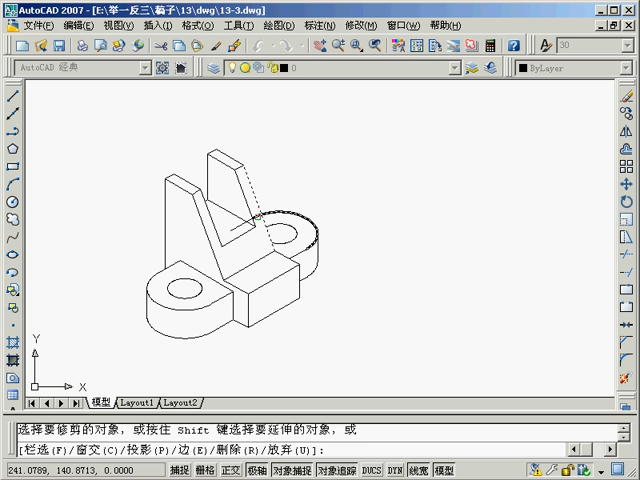 AutoCAD 2007 - [E:\举一反三\稿子\13\dwg\13-3.dwg]
文件(F) 编辑(E) 视图(V) 插入(I) 格式(O) 工具(T) 绘图(D) 标注(N) 修改(M) 窗口(W) 帮助(H)
A 30
AutoCAD 经典 0 ByLayer
Y
X
模型 Layout1 Layout2
选择要修剪的对象，或按住 Shift 键选择要延伸的对象，或
[栏选(F)/窗交(C)/投影(P)/边(E)/删除(R)/放弃(U)]:
241.0789, 140.8713, 0.0000 捕捉 栅格 正交 极轴 对象捕捉 对象追踪 DUCS DYN 线宽 模型